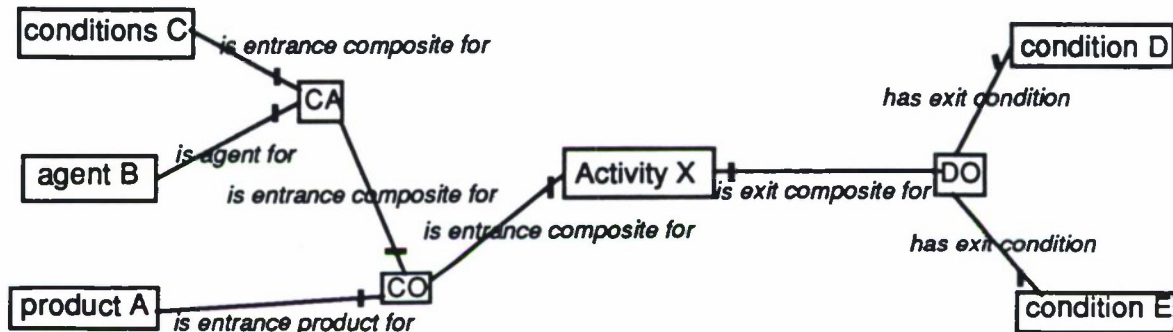 conditions C
is entrance composite for
CA
is agent for
agent B
is entrance composite for
CO
product A
is entrance product for
is entrance composite for
Activity X
is exit composite for
DO
condition D
has exit condition
has exit condition
condition E